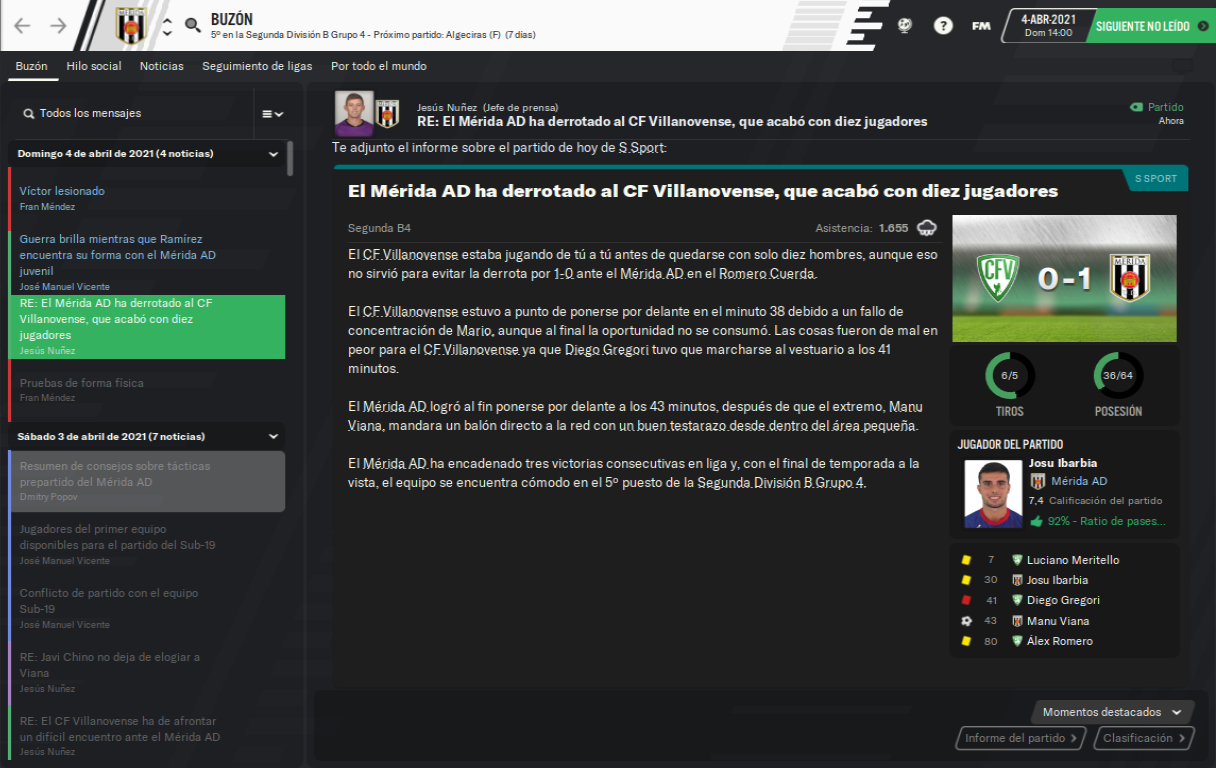 BUZÓN
5º en la Segunda División B Grupo 4 - Próximo partido: Algeciras (F) (7 días)
FM
4-ABR-2021
Dom 14:00
SIGUIENTE NO LEÍDO
Buzón Hilo social Noticias Seguimiento de ligas Por todo el mundo
Todos los mensajes
Domingo 4 de abril de 2021 (4 noticias)
Víctor lesionado
Fran Méndez
Guerra brilla mientras que Ramírez
encuentra su forma con el Mérida AD
juvenil
José Manuel Vicente
RE: El Mérida AD ha derrotado al CF
Villanovense, que acabó con diez
jugadores
Jesús Nuñez
Pruebas de forma física
Fran Méndez
Sábado 3 de abril de 2021 (7 noticias)
Resumen de consejos sobre tácticas
prepartido del Mérida AD
Dmitry Popov
Jugadores del primer equipo
disponibles para el partido del Sub-19
José Manuel Vicente
Conflicto de partido con el equipo
Sub-19
José Manuel Vicente
RE: Javi Chino no deja de elogiar a
Viana
Jesús Nuñez
RE: El CF Villanovense ha de afrontar
un difícil encuentro ante el Mérida AD
Jesús Nuñez
Jesús Nuñez (Jefe de prensa)
RE: El Mérida AD ha derrotado al CF Villanovense, que acabó con diez jugadores
Partido
Ahora
Te adjunto el informe sobre el partido de hoy de S.Sport:
El Mérida AD ha derrotado al CF Villanovense, que acabó con diez jugadores
S SPORT
Segunda B4
Asistencia: 1.655
El CF Villanovense estaba jugando de tú a tú antes de quedarse con solo diez hombres, aunque eso
no sirvió para evitar la derrota por 1-0 ante el Mérida AD en el Romero Cuerda.
El CF Villanovense estuvo a punto de ponerse por delante en el minuto 38 debido a un fallo de
concentración de Mario, aunque al final la oportunidad no se consumó. Las cosas fueron de mal en
peor para el CF Villanovense ya que Diego Gregori tuvo que marcharse al vestuario a los 41
minutos.
El Mérida AD logró al fin ponerse por delante a los 43 minutos, después de que el extremo, Manu
Viana, mandara un balón directo a la red con un buen testarazo desde dentro del área pequeña.
El Mérida AD ha encadenado tres victorias consecutivas en liga y, con el final de temporada a la
vista, el equipo se encuentra cómodo en el 5º puesto de la Segunda División B Grupo 4.
CFV
0-1
MÉRIDA
6/5
TIROS
36/64
POSESIÓN
JUGADOR DEL PARTIDO
Josu Ibarbia
Mérida AD
7,4 Calificación del partido
92% - Ratio de pases...
7 Luciano Meritello
30 Josu Ibarbia
41 Diego Gregori
43 Manu Viana
80 Álex Romero
Momentos destacados
Informe del partido
Clasificación